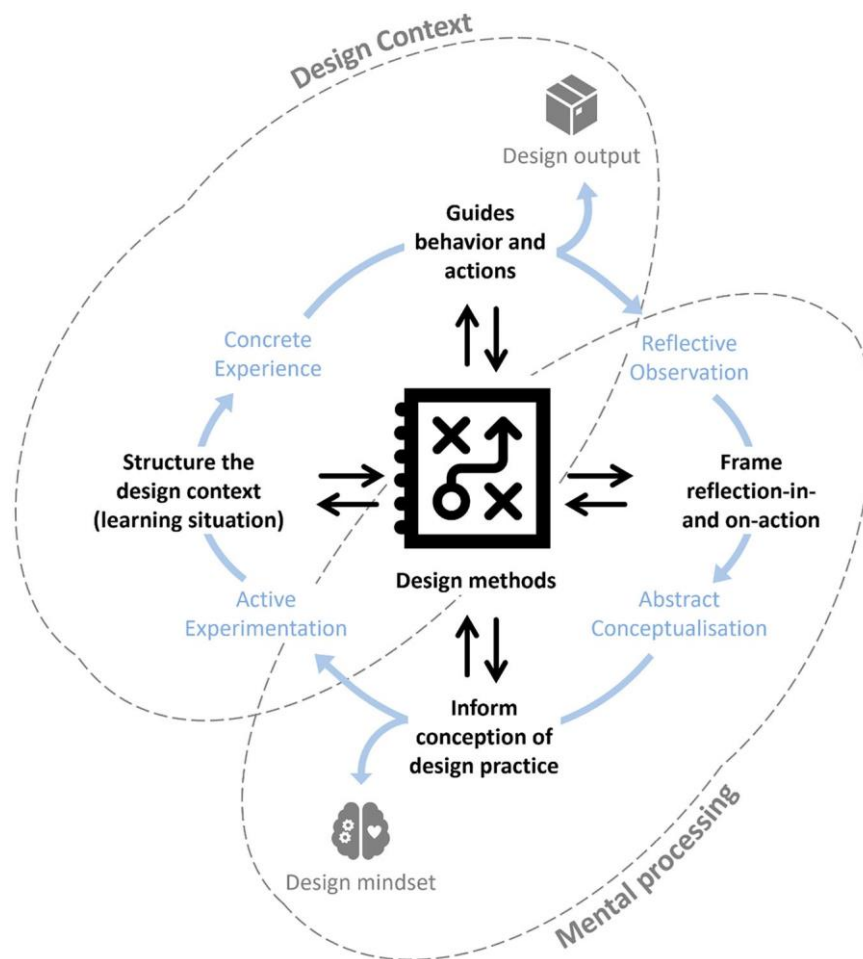 Design Context
Design output
Guides
behavior and
actions
Concrete
Experience
Reflective
Observation
Structure the
design context
(learning situation)
Frame
reflection-in-
and on-action
Design methods
Active
Experimentation
Abstract
Conceptualisation
Inform
conception of
design practice
Design mindset
Mental processing